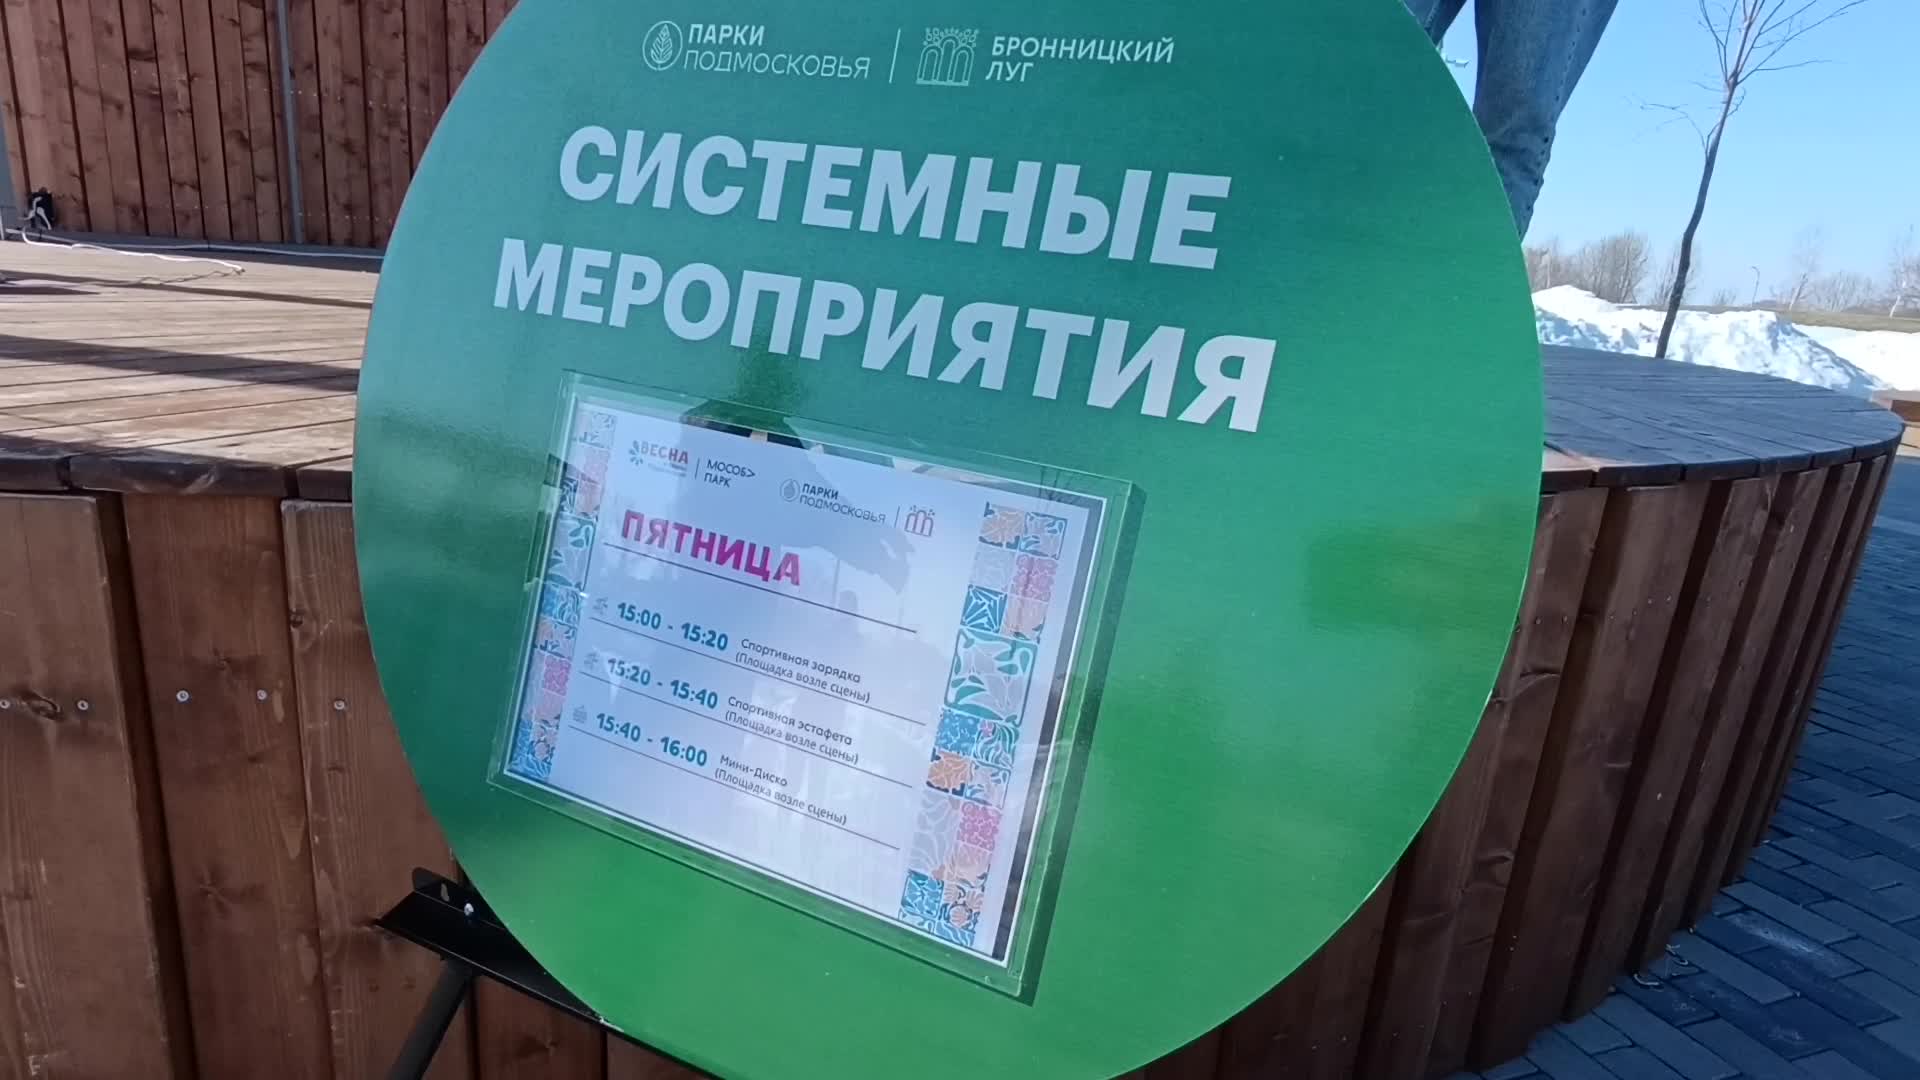 ПАРКИ
ПОДМОСКОВЬЯ
БРОННИЦКИЙ
ЛУГ
СИСТЕМНЫЕ
МЕРОПРИЯТИЯ
ВЕСНА
МОСОБ>
ПАРК
ПАРКИ
ПОДМОСКОВЬЯ
ПЯТНИЦА
15:00 - 15:20 Спортивная зарядка
(Площадка возле сцены)
15:20 - 15:40 Спортивная эстафета
(Площадка возле сцены)
15:40 - 16:00 Мини-Диско
(Площадка возле сцены)